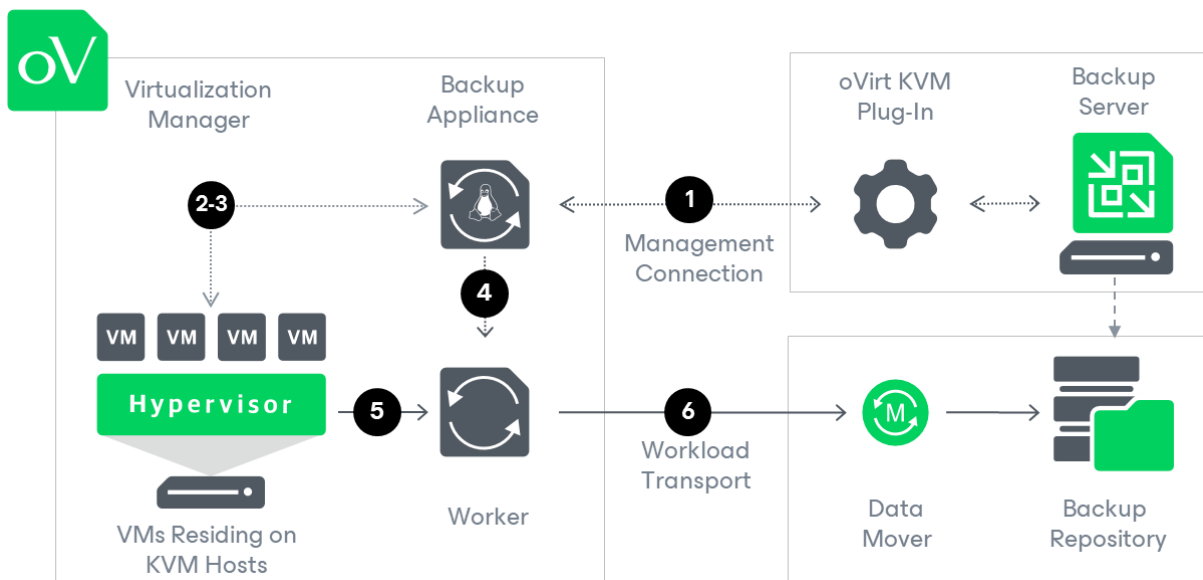 oV
Virtualization
Manager
Backup
Appliance
oVirt KVM
Plug-In
Backup
Server
2-3
1
Management
Connection
4
VM VM VM VM
Hypervisor
5
6
M
Workload
Transport
Worker
Data
Mover
Backup
Repository
VMs Residing on
KVM Hosts